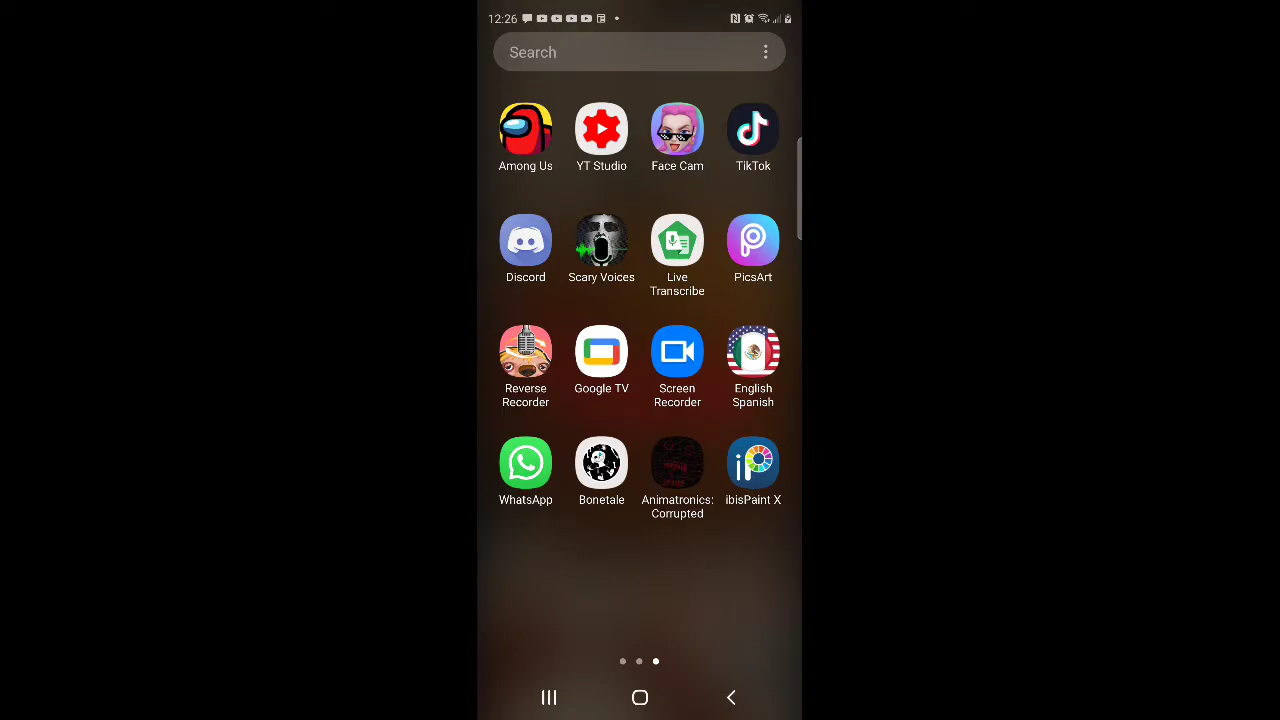 12:26
Search
Among Us
YT Studio
Face Cam
TikTok
Discord
Scary Voices
Live
Transcribe
PicsArt
Reverse
Recorder
Google TV
Screen
Recorder
English
Spanish
WhatsApp
Bonetale
Animatronics:
Corrupted
ibisPaint X